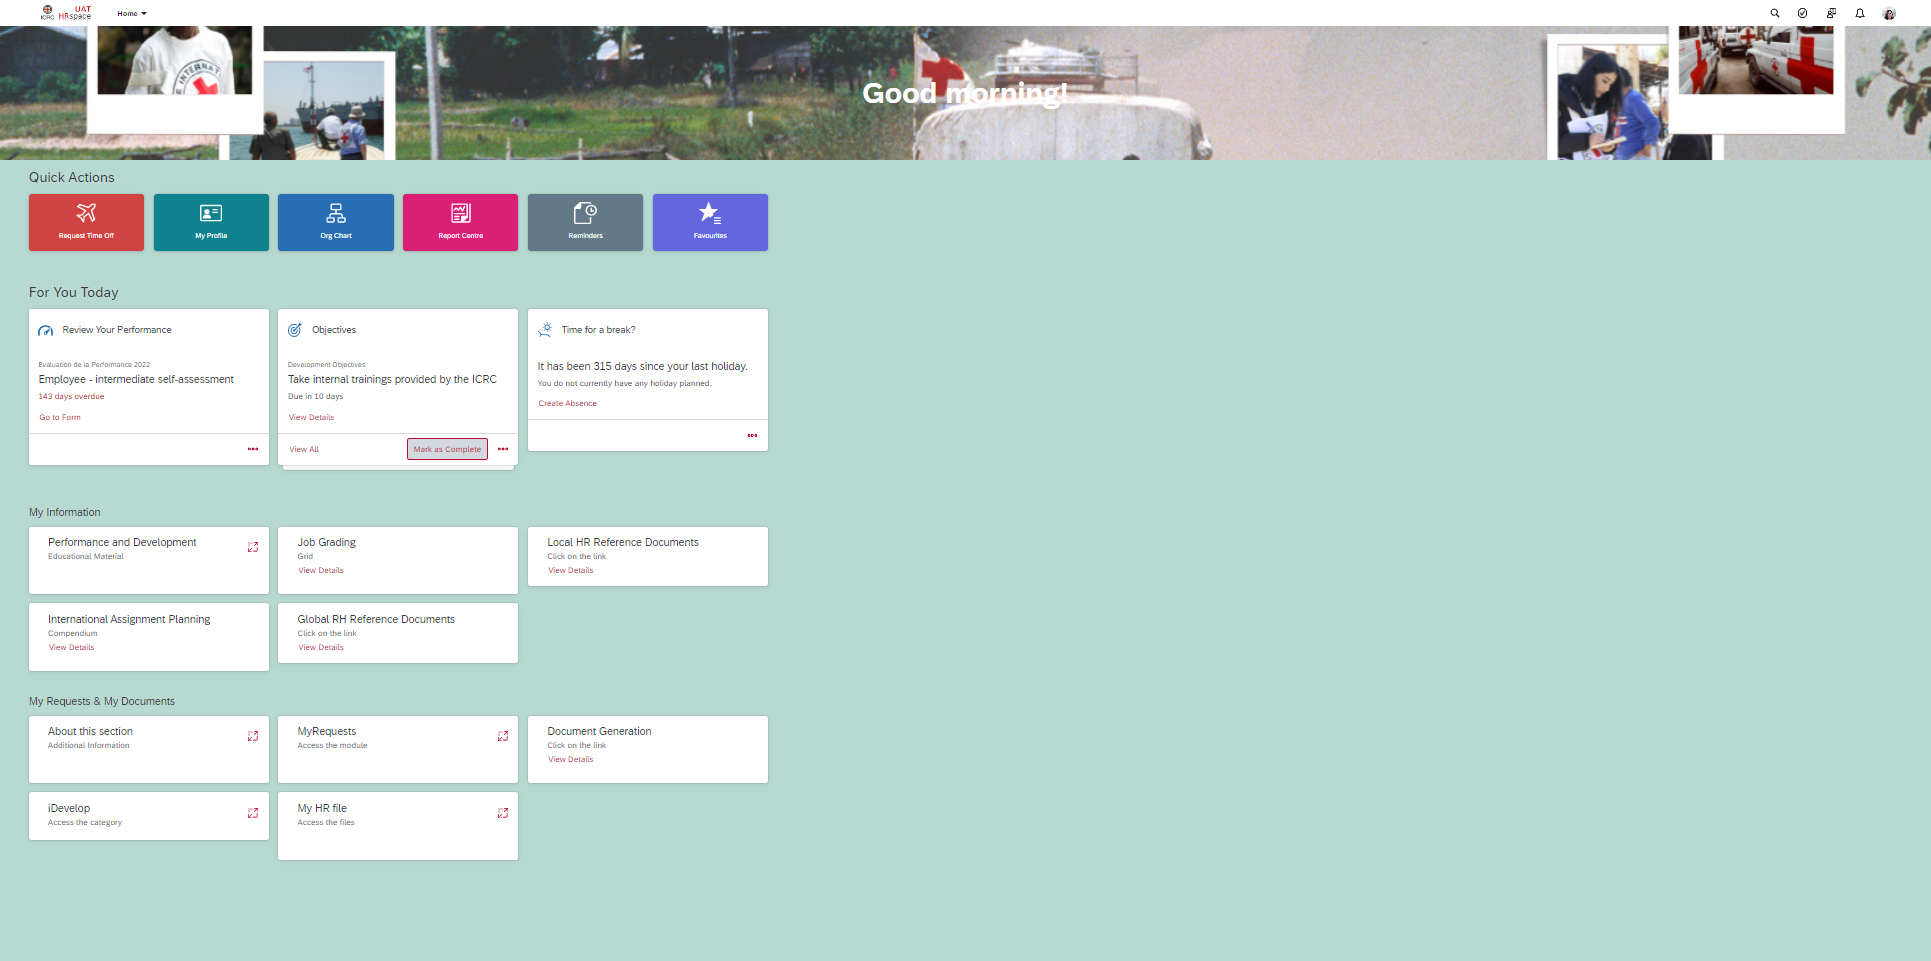 ICRC
UAT
HRspace
Home
Good morning!
Quick Actions
Request Time Off
My Profile
Org Chart
Report Centre
Reminders
Favourites
For You Today
Review Your Performance
Evaluation de la Performance 2022
Employee - intermediate self-assessment
143 days overdue
Go to Form
Objectives
Development Objectives
Take internal trainings provided by the ICRC
Due in 10 days
View Details
View All
Mark as Complete
Time for a break?
It has been 315 days since your last holiday.
You do not currently have any holiday planned.
Create Absence
My Information
Performance and Development
Educational Material
Job Grading
Grid
View Details
Local HR Reference Documents
Click on the link
View Details
International Assignment Planning
Compendium
View Details
Global RH Reference Documents
Click on the link
View Details
My Requests & My Documents
About this section
Additional Information
MyRequests
Access the module
Document Generation
Click on the link
View Details
iDevelop
Access the category
My HR file
Access the files